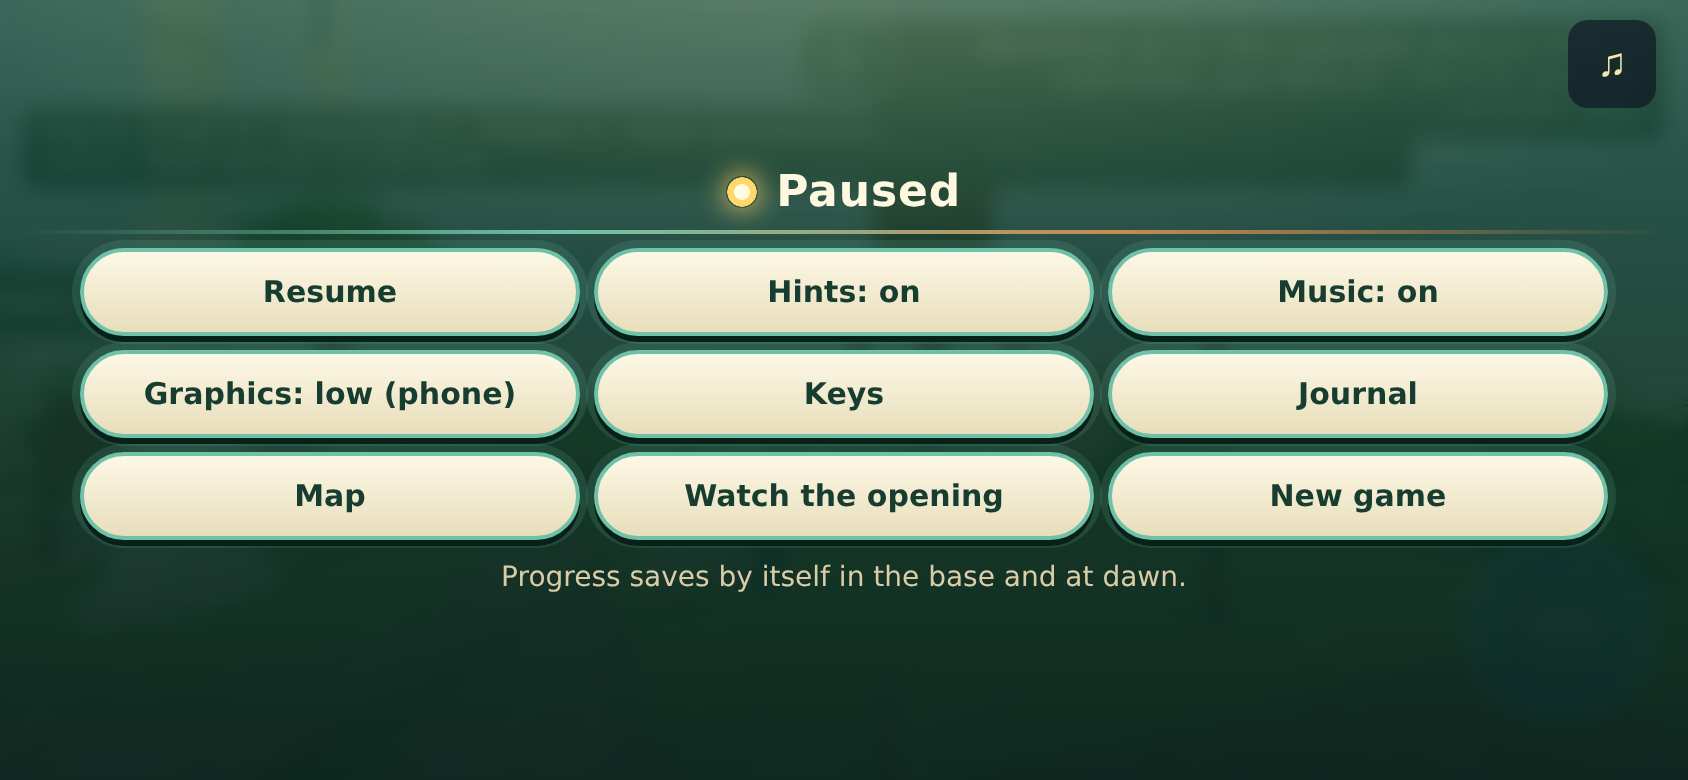 ♫
Paused
Resume
Hints: on
Music: on
Graphics: low (phone)
Keys
Journal
Map
Watch the opening
New game
Progress saves by itself in the base and at dawn.